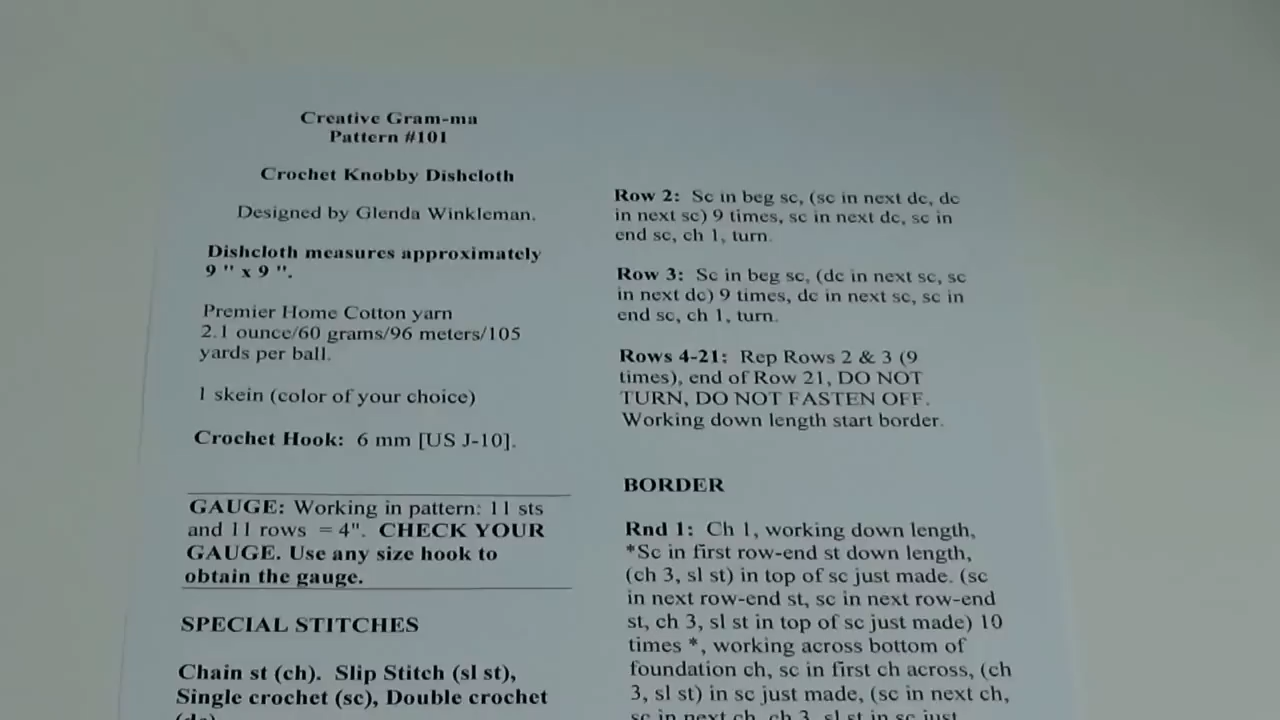 Creative Gram-ma
Pattern #101
Crochet Knobby Dishcloth
Designed by Glenda Winkleman.
Dishcloth measures approximately
9 " x 9 ".
Premier Home Cotton yarn
2.1 ounce/60 grams/96 meters/105
yards per ball.
1 skein (color of your choice)
Crochet Hook: 6 mm [US J-10].
GAUGE: Working in pattern: 11 sts
and 11 rows = 4". CHECK YOUR
GAUGE. Use any size hook to
obtain the gauge.
SPECIAL STITCHES
Chain st (ch). Slip Stitch (sl st),
Single crochet (sc), Double crochet
(dc)
Row 2: Sc in beg sc, (sc in next dc, dc
in next sc) 9 times, sc in next dc, sc in
end sc, ch 1, turn.
Row 3: Sc in beg sc, (dc in next sc, sc
in next dc) 9 times, dc in next sc, sc in
end sc, ch 1, turn.
Rows 4-21: Rep Rows 2 & 3 (9
times), end of Row 21, DO NOT
TURN, DO NOT FASTEN OFF.
Working down length start border.
BORDER
Rnd 1: Ch 1, working down length,
*Sc in first row-end st down length,
(ch 3, sl st) in top of sc just made. (sc
in next row-end st, sc in next row-end
st, ch 3, sl st in top of sc just made) 10
times *, working across bottom of
foundation ch, sc in first ch across, (ch
3, sl st) in sc just made, (sc in next ch,
sc in next ch, ch 3, sl st in sc just